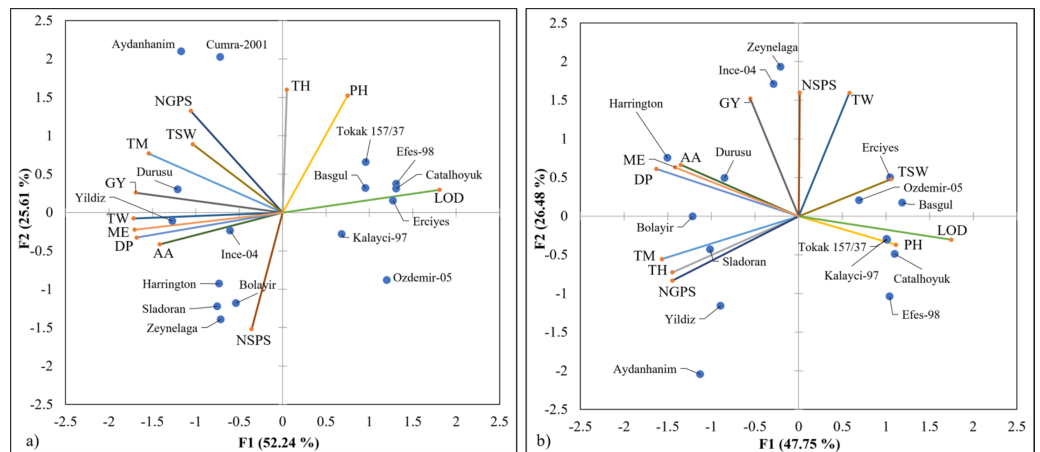 2.5
Aydanhanim
Cumra-2001
2
NGPS
TH
PH
1.5
TSW
TM
1
Tokak 157/37
Efes-98
Durusu
0.5
Basgul
Catalhoyuk
GY
LOD
Yildiz
0
TW
ME
Erciyes
DP
AA
Ince-04
Kalayci-97
-0.5
Harrington
Bolayir
Ozdemir-05
-1
Sladoran
Zeynelaga
NSPS
-1.5
-2
-2.5
-2.5 -2 -1.5 -1 -0.5 0 0.5 1 1.5 2 2.5
F2 (25.61 %)
a) F1 (52.24 %)
2.5
Zeynelaga
2
Ince-04
NSPS
TW
1.5
GY
Harrington
1
ME AA
Durusu
Erciyes
TSW
0.5
DP
Ozdemir-05
Bolayir
Basgul
0
LOD
Tokak 157/37
PH
TM
Sladoran
-0.5
TH
Kalayci-97
Catalhoyuk
NGPS
-1
Yildiz
Efes-98
-1.5
Aydanhanim
-2
-2.5
-2.5 -2 -1.5 -1 -0.5 0 0.5 1 1.5 2 2.5
F2 (26.48 %)
b) F1 (47.75 %)